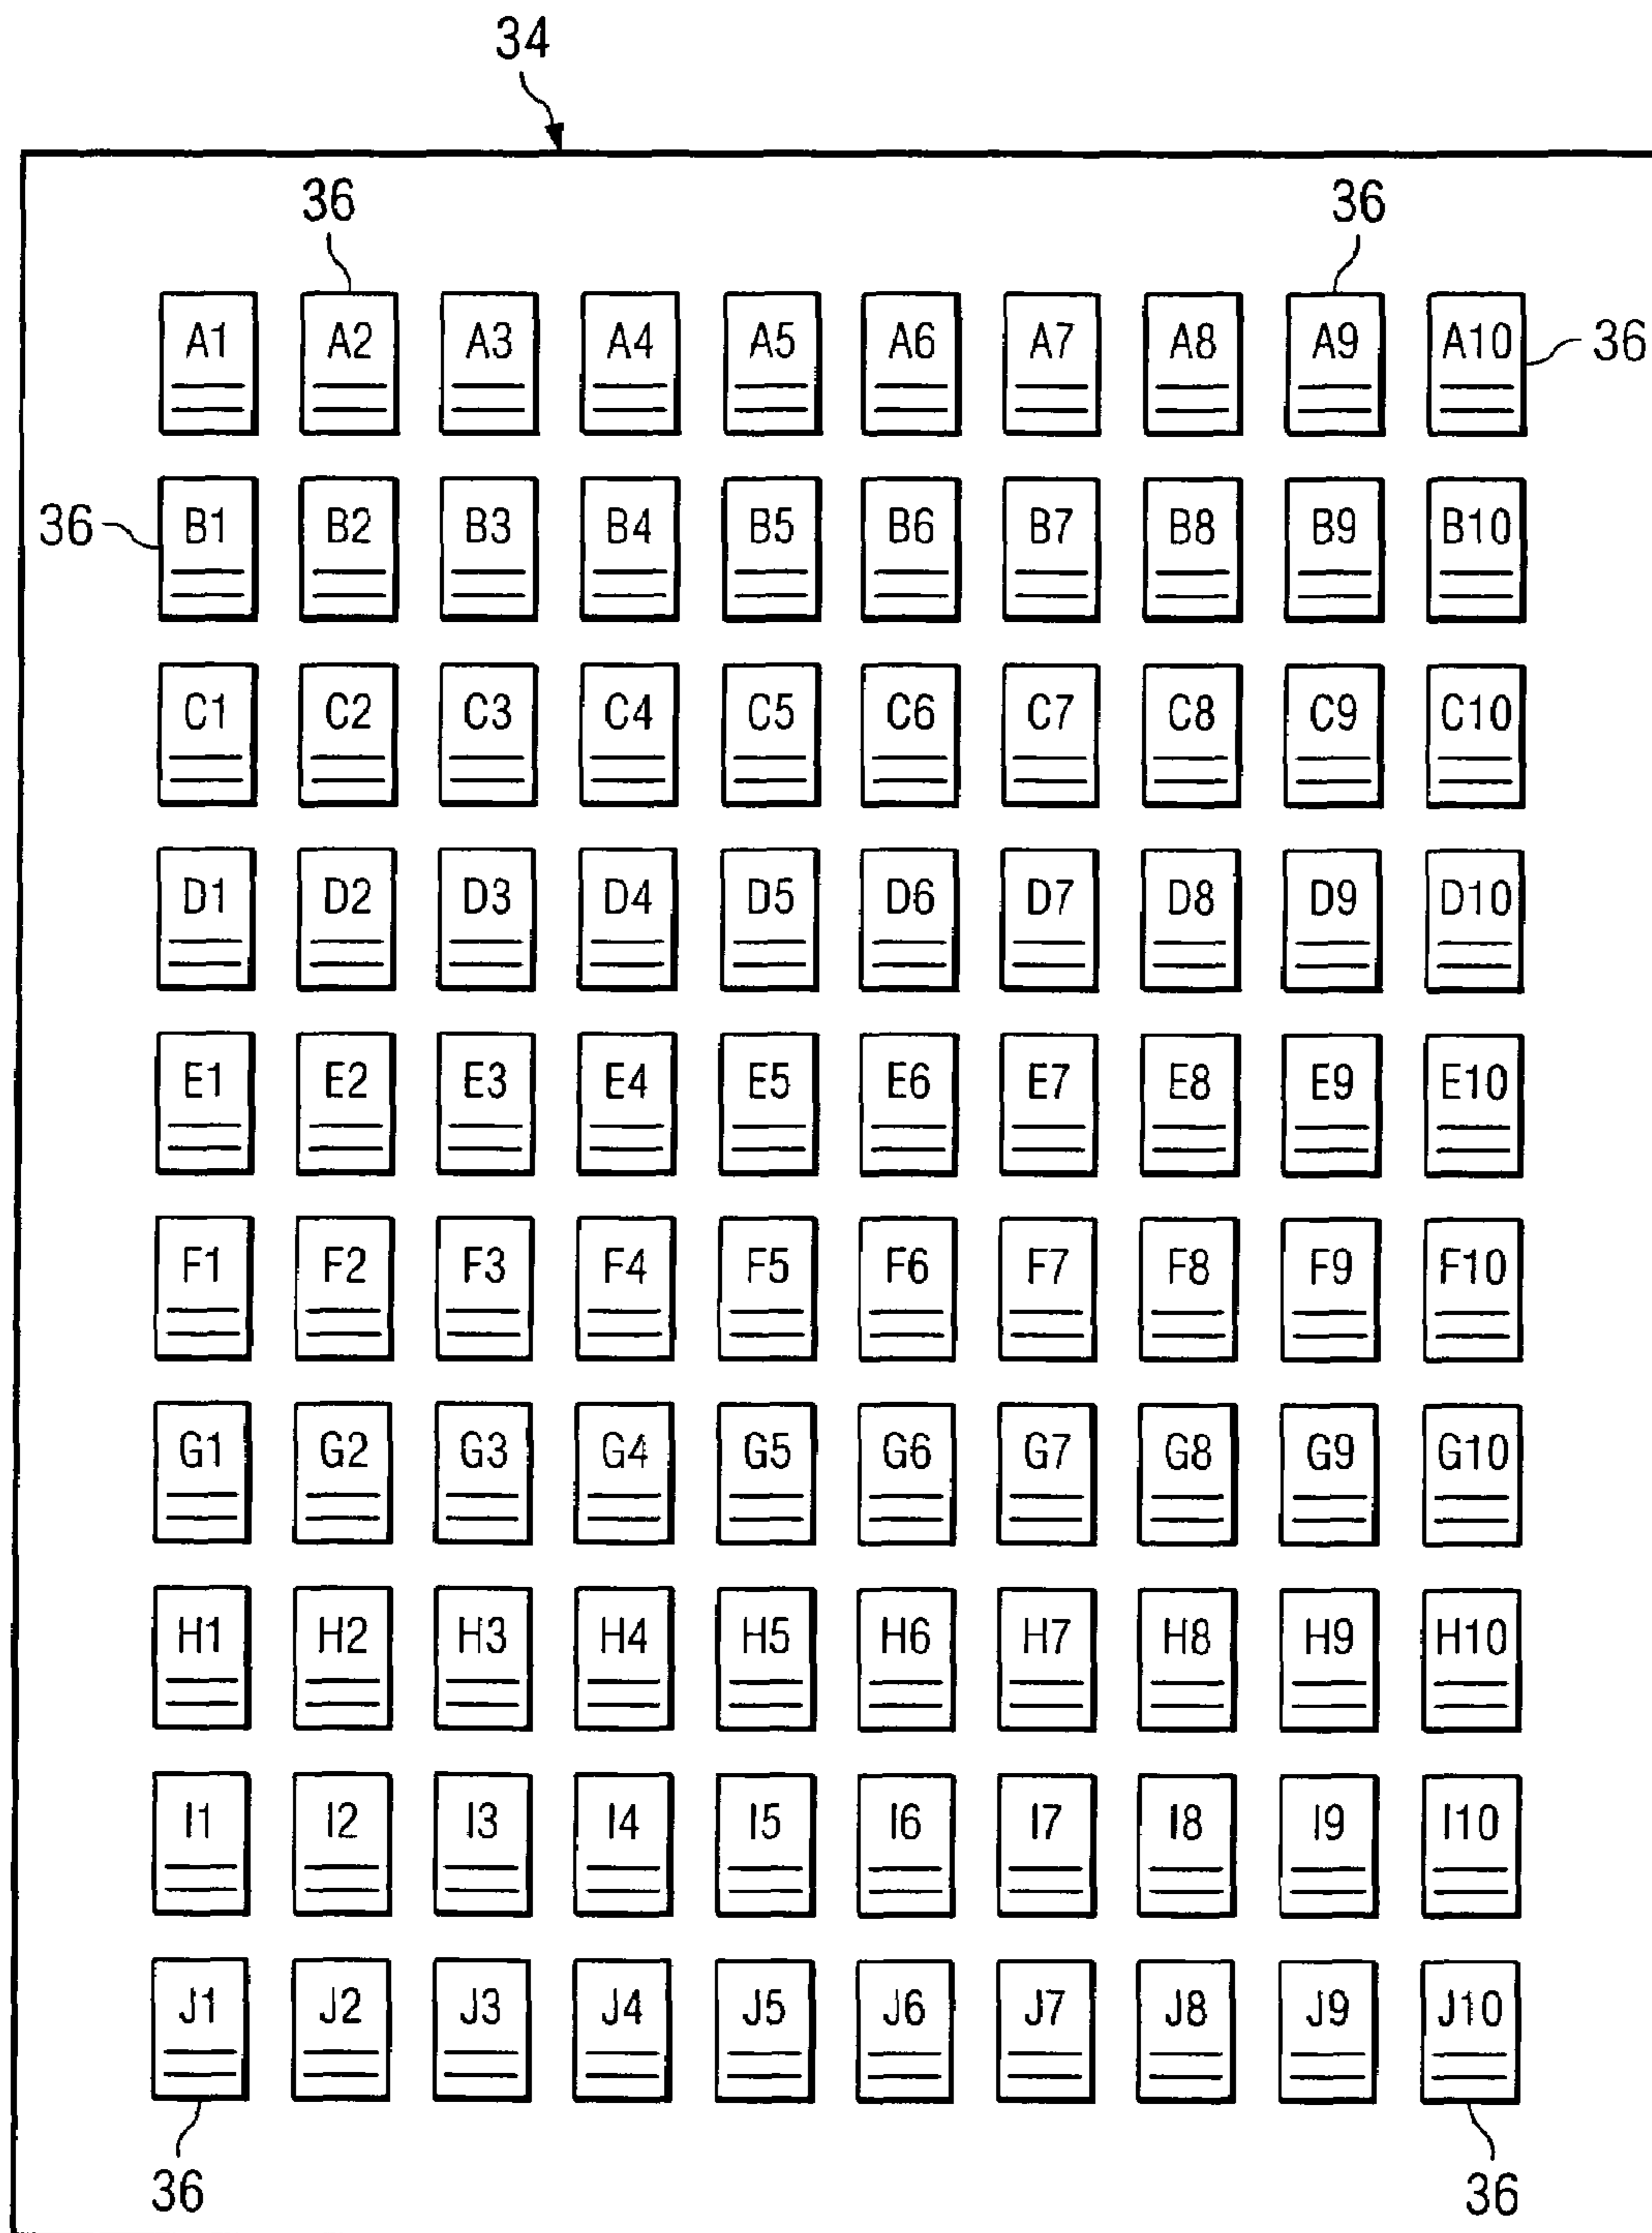 34
36 36
A1 A2 A3 A4 A5 A6 A7 A8 A9 A10 36
36 B1 B2 B3 B4 B5 B6 B7 B8 B9 B10
C1 C2 C3 C4 C5 C6 C7 C8 C9 C10
D1 D2 D3 D4 D5 D6 D7 D8 D9 D10
E1 E2 E3 E4 E5 E6 E7 E8 E9 E10
F1 F2 F3 F4 F5 F6 F7 F8 F9 F10
G1 G2 G3 G4 G5 G6 G7 G8 G9 G10
H1 H2 H3 H4 H5 H6 H7 H8 H9 H10
I1 I2 I3 I4 I5 I6 I7 I8 I9 I10
J1 J2 J3 J4 J5 J6 J7 J8 J9 J10
36 36